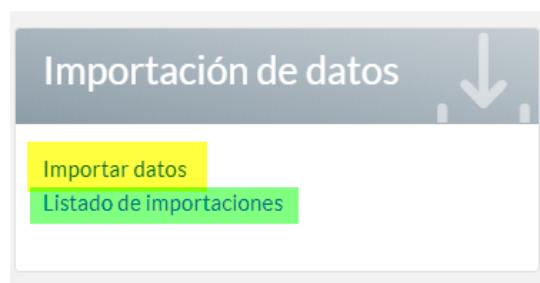 Importación de datos
Importar datos
Listado de importaciones